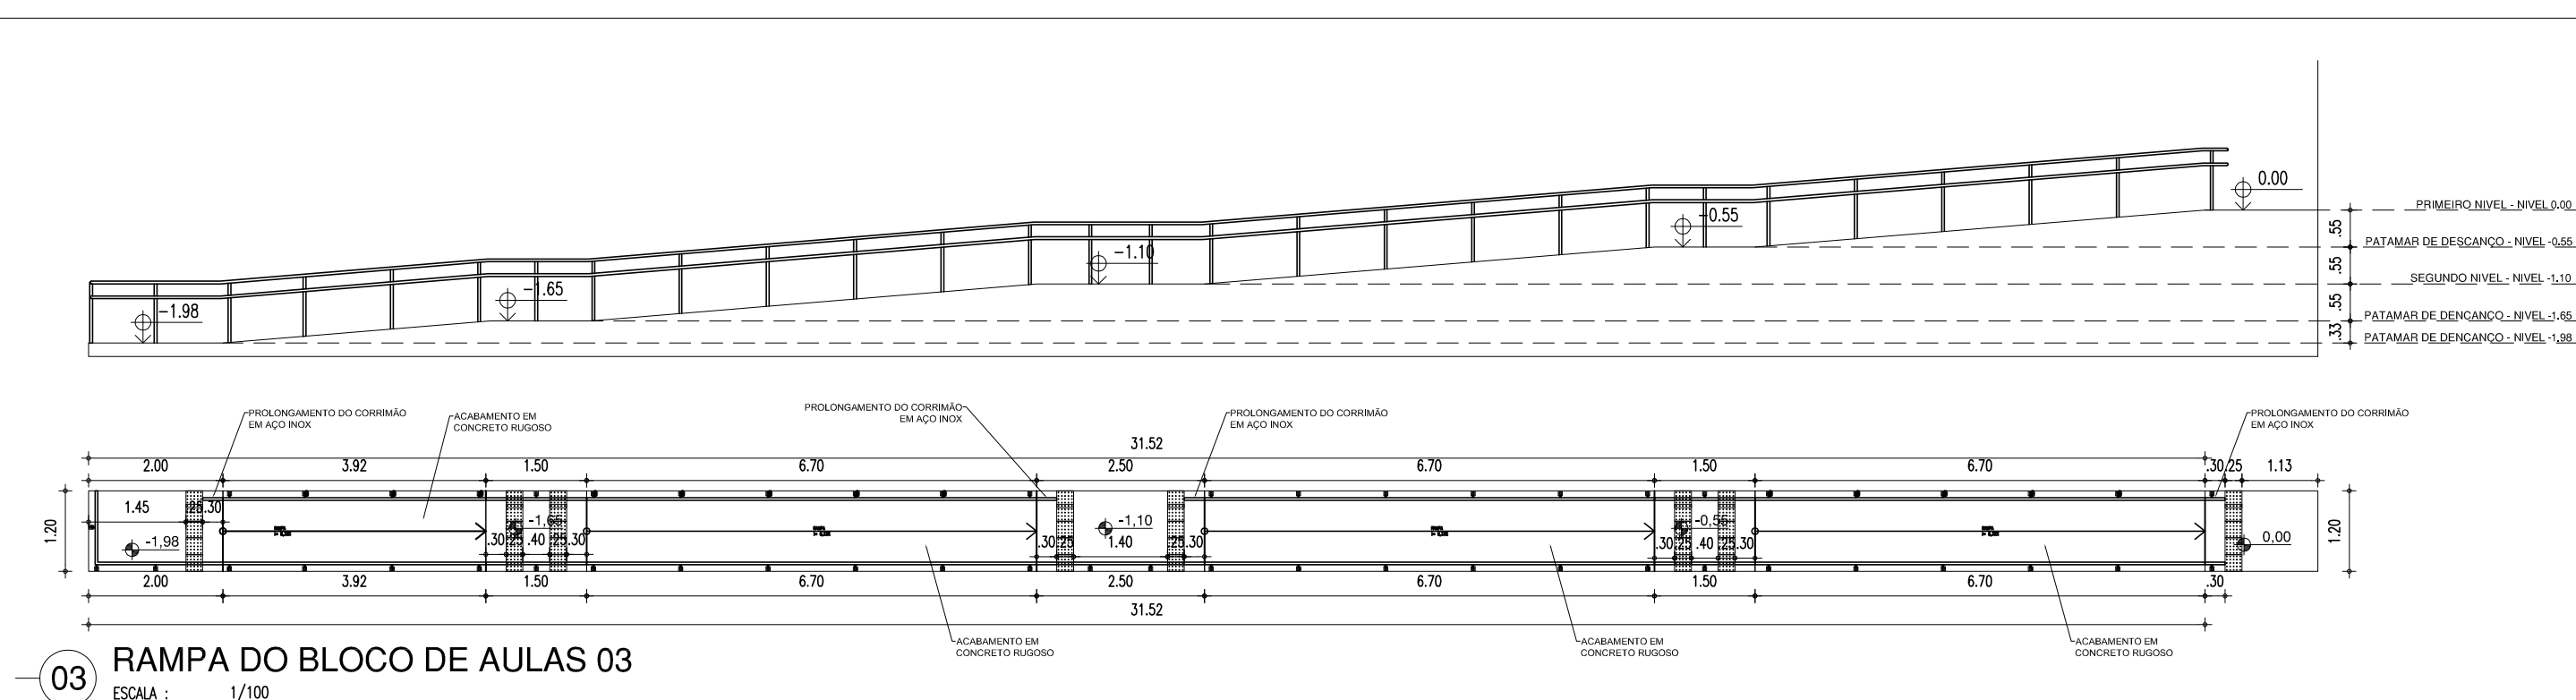 0.00
PRIMEIRO NIVEL - NIVEL 0.00
.55
-0.55
PATAMAR DE DESCANÇO - NIVEL -0.55
.55
-1.10
SEGUNDO NIVEL - NIVEL -1.10
.55
-1.65
PATAMAR DE DENCANÇO - NIVEL -1.65
.33
-1.98
PATAMAR DE DENCANÇO - NIVEL -1.98
PROLONGAMENTO DO CORRIMÃO
EM AÇO INOX
ACABAMENTO EM
CONCRETO RUGOSO
PROLONGAMENTO DO CORRIMÃO
EM AÇO INOX
PROLONGAMENTO DO CORRIMÃO
EM AÇO INOX
PROLONGAMENTO DO CORRIMÃO
EM AÇO INOX
31.52
2.00 3.92 1.50 6.70 2.50 6.70 1.50 6.70 .30 .25 1.13
1.20
1.45 .25 .30
-1,98
-1,65
.30 .25 .40 .25 .30
-1,10
.30 .25 1.40 .25 .30
-0,55
.30 .25 .40 .25 .30
0,00
1.20
2.00 3.92 1.50 6.70 2.50 6.70 1.50 6.70 .30
31.52
ACABAMENTO EM
CONCRETO RUGOSO
ACABAMENTO EM
CONCRETO RUGOSO
ACABAMENTO EM
CONCRETO RUGOSO
03
RAMPA DO BLOCO DE AULAS 03
ESCALA : 1/100